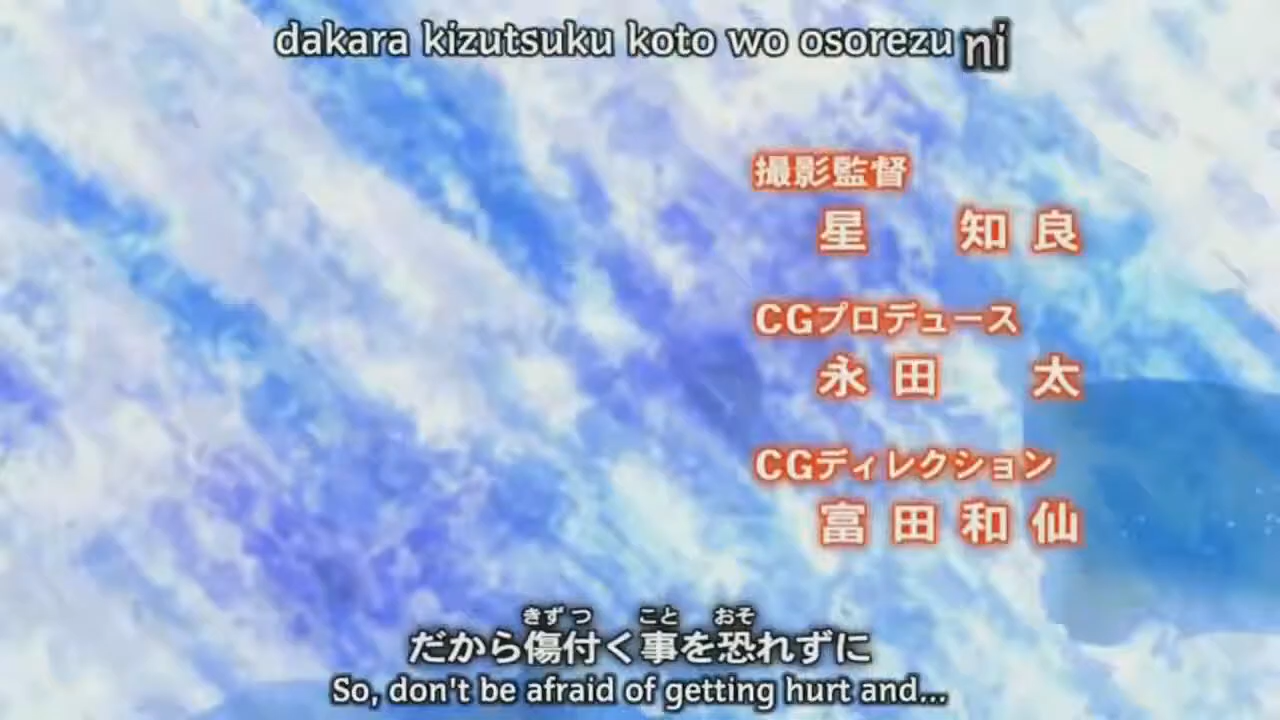 dakara kizutsuku koto wo osorezu ni
撮影監督
星 知良
CGプロデュース
永田 太
CGディレクション
富田和仙
きずつ こと おそ
だから傷付く事を恐れずに
So, don't be afraid of getting hurt and...